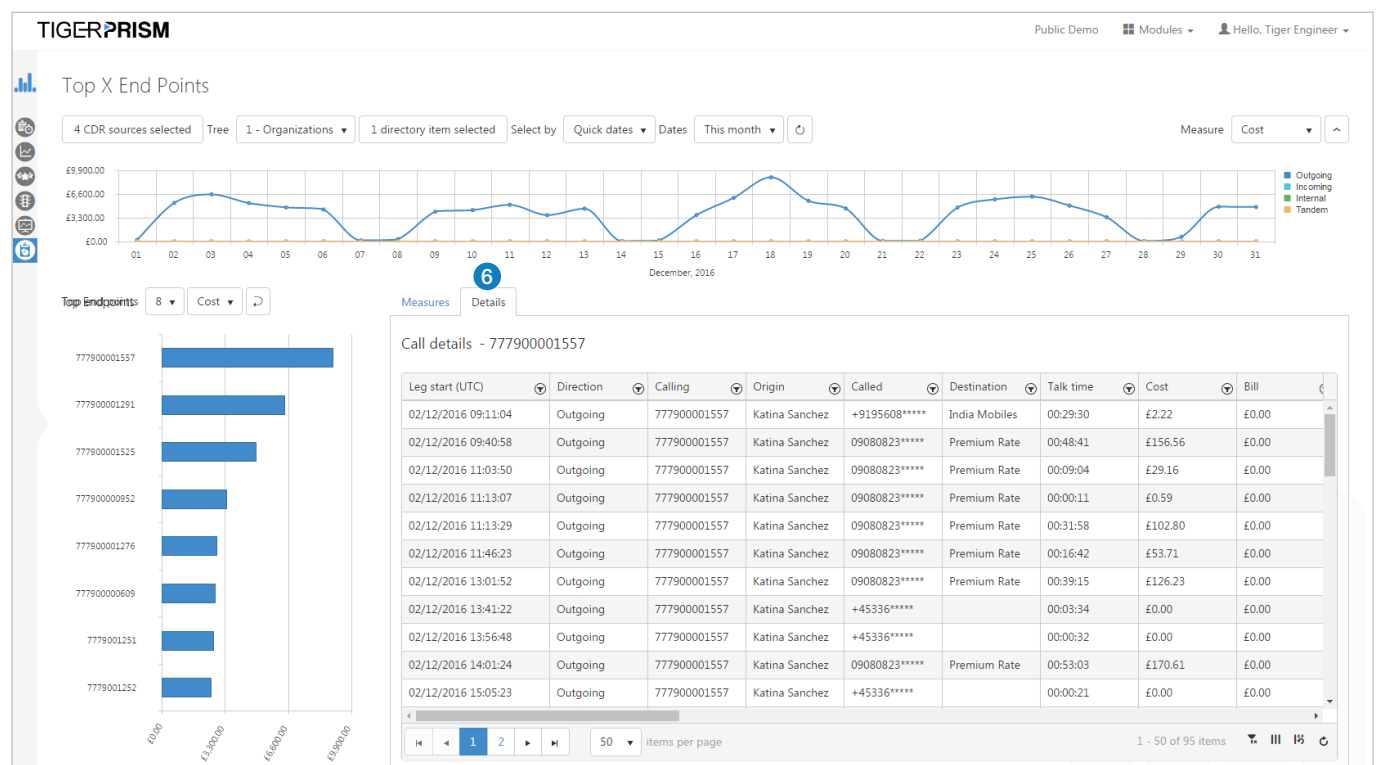 TIGERPRISM
Public Demo Modules Hello, Tiger Engineer
Top X End Points
4 CDR sources selected Tree 1 - Organizations 1 directory item selected Select by Quick dates Dates This month Measure Cost
£9,900.00
£6,600.00
£3,300.00
£0.00
Outgoing
Incoming
Internal
Tandem
01 02 03 04 05 06 07 08 09 10 11 12 13 14 15 16 17 18 19 20 21 22 23 24 25 26 27 28 29 30 31
December, 2016
6
Top Endpoints 8 Cost
Measures Details
777900001557
777900001291
777900001525
777900000952
777900001276
777900000609
7779001251
7779001252
£0.00 £3,300.00 £6,600.00 £9,900.00
Call details - 777900001557
Leg start (UTC) Direction Calling Origin Called Destination Talk time Cost Bill
02/12/2016 09:11:04 Outgoing 777900001557 Katina Sanchez +9195608***** India Mobiles 00:29:30 £2.22 £0.00
02/12/2016 09:40:58 Outgoing 777900001557 Katina Sanchez 09080823***** Premium Rate 00:48:41 £156.56 £0.00
02/12/2016 11:03:50 Outgoing 777900001557 Katina Sanchez 09080823***** Premium Rate 00:09:04 £29.16 £0.00
02/12/2016 11:13:07 Outgoing 777900001557 Katina Sanchez 09080823***** Premium Rate 00:00:11 £0.59 £0.00
02/12/2016 11:13:29 Outgoing 777900001557 Katina Sanchez 09080823***** Premium Rate 00:31:58 £102.80 £0.00
02/12/2016 11:46:23 Outgoing 777900001557 Katina Sanchez 09080823***** Premium Rate 00:16:42 £53.71 £0.00
02/12/2016 13:01:52 Outgoing 777900001557 Katina Sanchez 09080823***** Premium Rate 00:39:15 £126.23 £0.00
02/12/2016 13:41:22 Outgoing 777900001557 Katina Sanchez +45336***** 00:03:34 £0.00 £0.00
02/12/2016 13:56:48 Outgoing 777900001557 Katina Sanchez +45336***** 00:00:32 £0.00 £0.00
02/12/2016 14:01:24 Outgoing 777900001557 Katina Sanchez 09080823***** Premium Rate 00:53:03 £170.61 £0.00
02/12/2016 15:05:23 Outgoing 777900001557 Katina Sanchez +45336***** 00:00:21 £0.00 £0.00
1 2 50 items per page 1 - 50 of 95 items